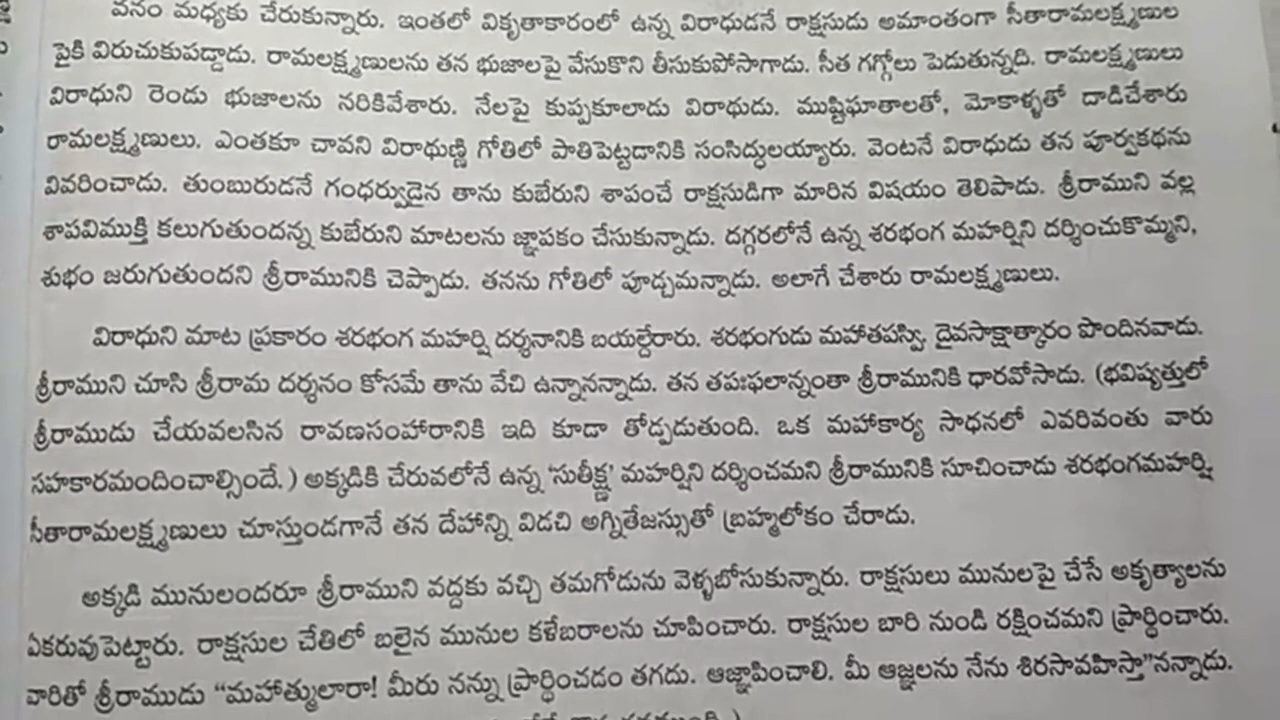 వనం మధ్యకు చేరుకున్నారు. ఇంతలో వికృతాకారంలో ఉన్న విరాధుడనే రాక్షసుడు అమాంతంగా సీతారామలక్ష్మణుల
పైకి విరుచుకుపడ్డాడు. రామలక్ష్మణులను తన భుజాలపై వేసుకొని తీసుకుపోసాగాడు. సీత గగ్గోలు పెడుతున్నది. రామలక్ష్మణులు
విరాధుని రెండు భుజాలను నరికివేశారు. నేలపై కుప్పకూలాడు విరాధుడు. ముష్టిఘాతాలతో, మోకాళ్ళతో దాడిచేశారు
రామలక్ష్మణులు. ఎంతకూ చావని విరాధుణ్ణి గోతిలో పాతిపెట్టడానికి సంసిద్ధులయ్యారు. వెంటనే విరాధుడు తన పూర్వకథను
వివరించాడు. తుంబురుడనే గంధర్వుడైన తాను కుబేరుని శాపంచే రాక్షసుడిగా మారిన విషయం తెలిపాడు. శ్రీరాముని వల్ల
శాపవిముక్తి కలుగుతుందన్న కుబేరుని మాటలను జ్ఞాపకం చేసుకున్నాడు. దగ్గరలోనే ఉన్న శరభంగ మహర్షిని దర్శించుకొమ్మని,
శుభం జరుగుతుందని శ్రీరామునికి చెప్పాడు. తనను గోతిలో పూడ్చమన్నాడు. అలాగే చేశారు రామలక్ష్మణులు.
విరాధుని మాట ప్రకారం శరభంగ మహర్షి దర్శనానికి బయల్దేరారు. శరభంగుడు మహాతపస్వి, దైవసాక్షాత్కారం పొందినవాడు.
శ్రీరాముని చూసి శ్రీరామ దర్శనం కోసమే తాను వేచి ఉన్నానన్నాడు. తన తపఃఫలాన్నంతా శ్రీరామునికి ధారవోసాడు. (భవిష్యత్తులో
శ్రీరాముడు చేయవలసిన రావణసంహారానికి ఇది కూడా తోడ్పడుతుంది. ఒక మహాకార్య సాధనలో ఎవరివంతు వారు
సహకారమందించాల్సిందే.) అక్కడికి చేరువలోనే ఉన్న 'సుతీక్ష్ణ' మహర్షిని దర్శించమని శ్రీరామునికి సూచించాడు శరభంగమహర్షి
సీతారామలక్ష్మణులు చూస్తుండగానే తన దేహాన్ని విడచి అగ్నితేజస్సుతో బ్రహ్మలోకం చేరాడు.
అక్కడి మునులందరూ శ్రీరాముని వద్దకు వచ్చి తమగోడును వెళ్ళబోసుకున్నారు. రాక్షసులు మునులపై చేసే అకృత్యాలను
ఏకరువుపెట్టారు. రాక్షసుల చేతిలో బలైన మునుల కళేబరాలను చూపించారు. రాక్షసుల బారి నుండి రక్షించమని ప్రార్థించారు.
వారితో శ్రీరాముడు "మహాత్ములారా! మీరు నన్ను ప్రార్థించడం తగదు. ఆజ్ఞాపించాలి. మీ ఆజ్ఞలను నేను శిరసావహిస్తా"నన్నాడు.